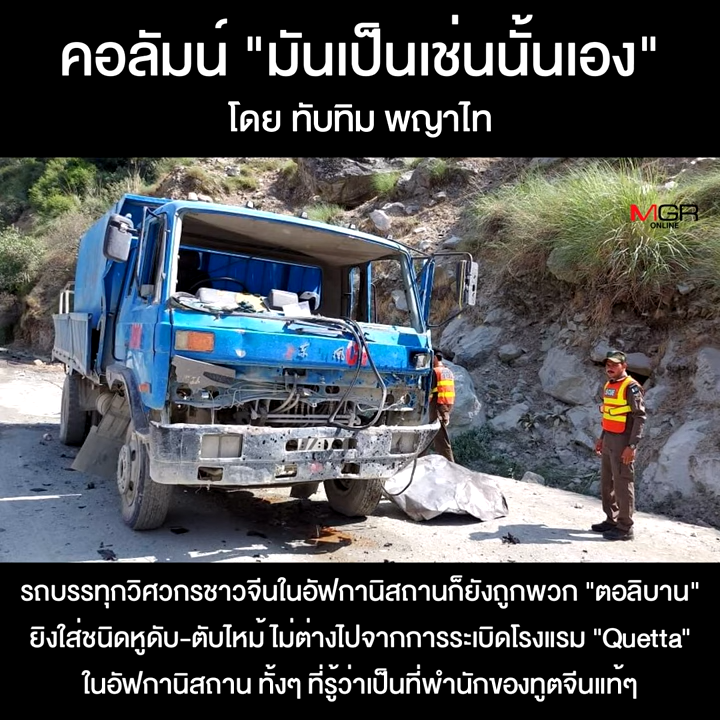 คอลัมน์ "มันเป็นเช่นนั้นเอง"
โดย ทับทิม พญาไท
MGR
ONLINE
รถบรรทุกวิศวกรชาวจีนในอัฟกานิสถานก็ยังถูกพวก "ตอลิบาน"
ยิงใส่ชนิดหูดับ-ตับไหม้ ไม่ต่างไปจากการระเบิดโรงแรม "Quetta"
ในอัฟกานิสถาน ทั้งๆ ที่รู้ว่าเป็นที่พำนักของทูตจีนแท้ๆ